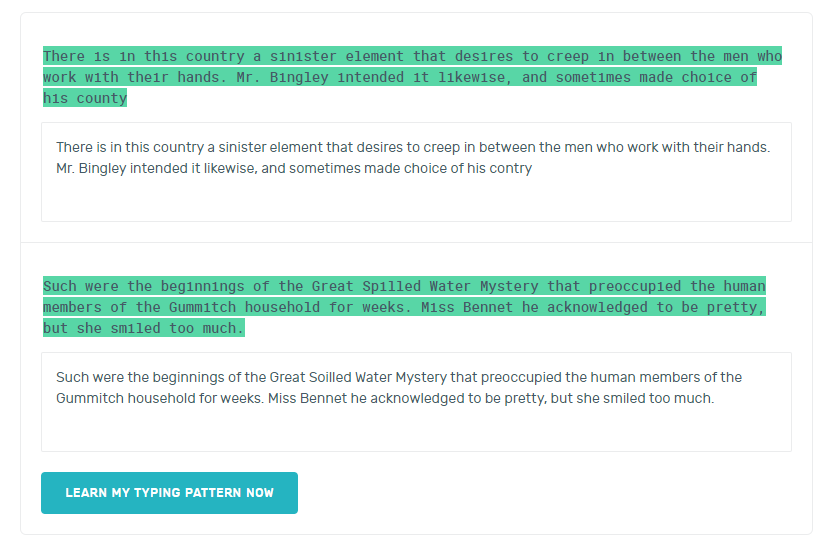 There is in this country a sinister element that desires to creep in between the men who
work with their hands. Mr. Bingley intended it likewise, and sometimes made choice of
his county
There is in this country a sinister element that desires to creep in between the men who work with their hands.
Mr. Bingley intended it likewise, and sometimes made choice of his contry
Such were the beginnings of the Great Spilled Water Mystery that preoccupied the human
members of the Gummitch household for weeks. Miss Bennet he acknowledged to be pretty,
but she smiled too much.
Such were the beginnings of the Great Soilled Water Mystery that preoccupied the human members of the
Gummitch household for weeks. Miss Bennet he acknowledged to be pretty, but she smiled too much.
LEARN MY TYPING PATTERN NOW